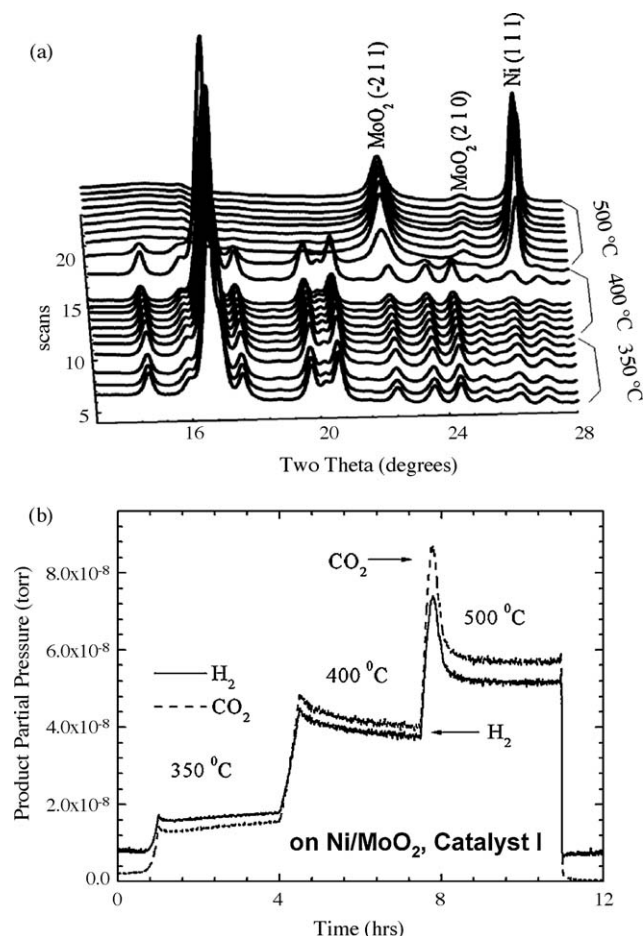 (a)
MoO₂ (-2 1 1)
MoO₂ (2 1 0)
Ni (1 1 1)
500 °C
400 °C
350 °C
20
15
10
5
scans
16
20
24
28
Two Theta (degrees)
(b)
Product Partial Pressure (torr)
8.0x10⁻⁸
6.0x10⁻⁸
4.0x10⁻⁸
2.0x10⁻⁸
0.0
CO₂
500 ⁰C
H₂
CO₂
400 ⁰C
H₂
350 ⁰C
on Ni/MoO₂, Catalyst I
0
4
8
12
Time (hrs)